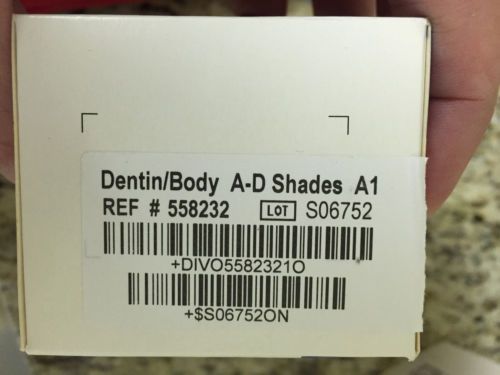 Dentin/Body A-D Shades A1
REF # 558232 LOT S06752
+DIVO5582321O
+$S06752ON